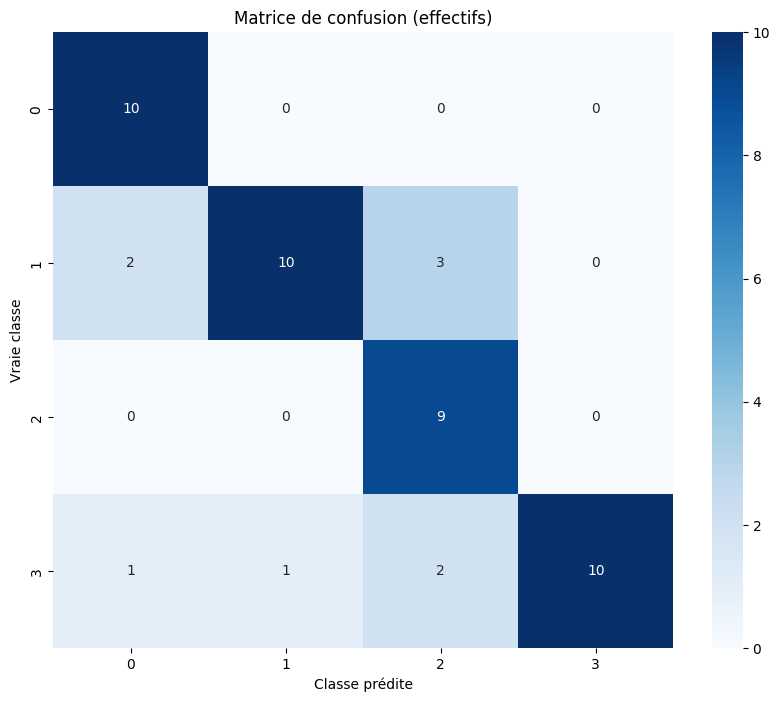 Matrice de confusion (effectifs)
10 0 0 0
2 10 3 0
0 0 9 0
1 1 2 10
0
1
2
3
Vraie classe
0 1 2 3
Classe prédite
10
8
6
4
2
0